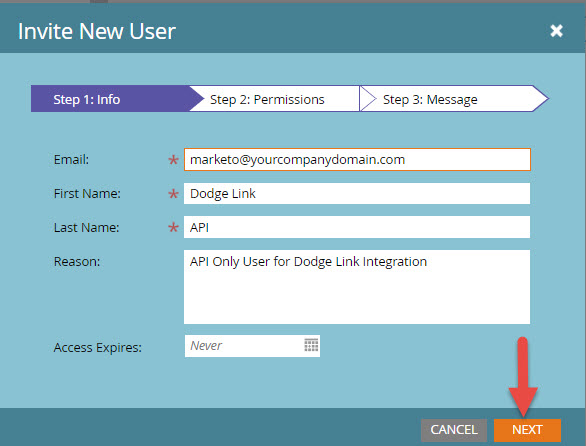 Invite New User
Step 1: Info
Step 2: Permissions
Step 3: Message
Email: * marketo@yourcompanydomain.com
First Name: * Dodge Link
Last Name: * API
Reason: API Only User for Dodge Link Integration
Access Expires: Never
CANCEL NEXT